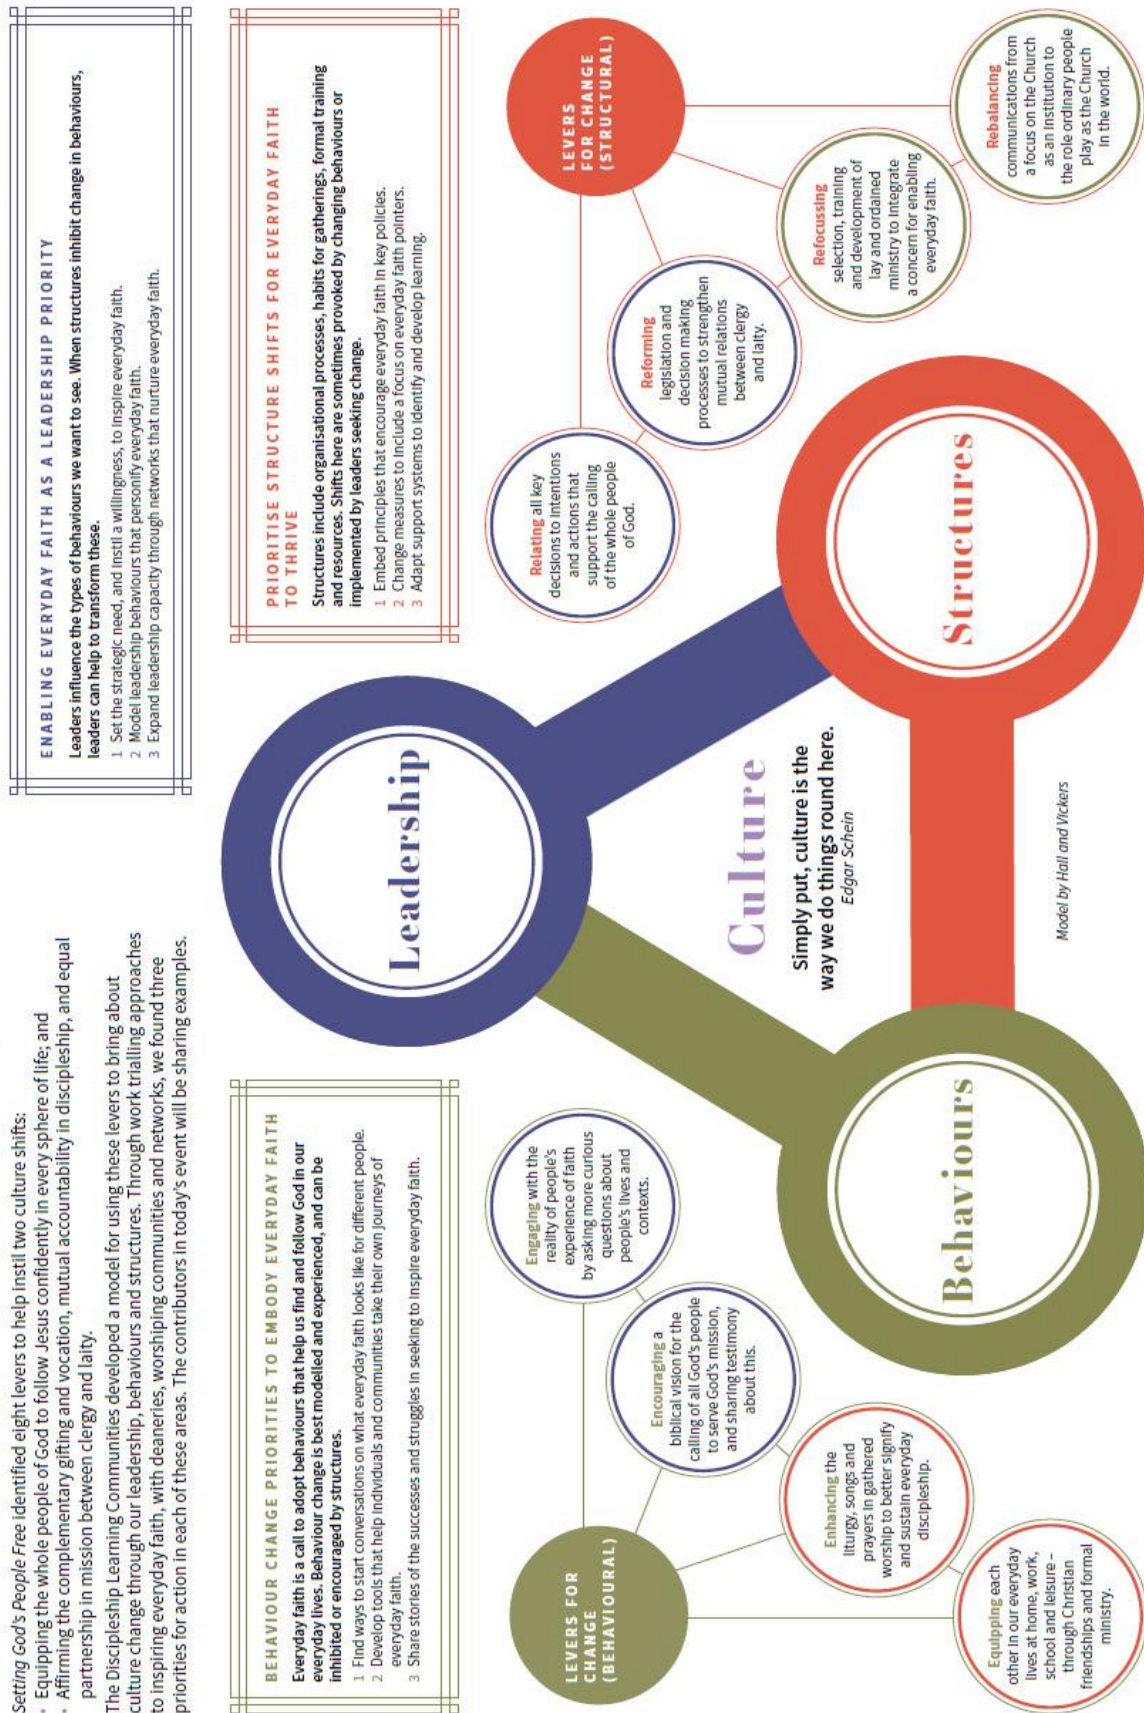 Setting God's People Free identified eight levers to help instil two culture shifts:
• Equipping the whole people of God to follow Jesus confidently in every sphere of life; and
• Affirming the complementary gifting and vocation, mutual accountability in discipleship, and equal
partnership in mission between clergy and laity.
The Discipleship Learning Communities developed a model for using these levers to bring about
culture change through our leadership, behaviours and structures. Through work trialling approaches
to inspiring everyday faith, with deaneries, worshiping communities and networks, we found three
priorities for action in each of these areas. The contributors in today's event will be sharing examples.
ENABLING EVERYDAY FAITH AS A LEADERSHIP PRIORITY
Leaders influence the types of behaviours we want to see. When structures inhibit change in behaviours,
leaders can help to transform these.
1 Set the strategic need, and instil a willingness, to inspire everyday faith.
2 Model leadership behaviours that personify everyday faith.
3 Expand leadership capacity through networks that nurture everyday faith.
BEHAVIOUR CHANGE PRIORITIES TO EMBODY EVERYDAY FAITH
Everyday faith is a call to adopt behaviours that help us find and follow God in our
everyday lives. Behaviour change is best modelled and experienced, and can be
inhibited or encouraged by structures.
1 Find ways to start conversations on what everyday faith looks like for different people.
2 Develop tools that help individuals and communities take their own journeys of
everyday faith.
3 Share stories of the successes and struggles in seeking to inspire everyday faith.
PRIORITISE STRUCTURE SHIFTS FOR EVERYDAY FAITH
TO THRIVE
Structures include organisational processes, habits for gatherings, formal training
and resources. Shifts here are sometimes provoked by changing behaviours or
implemented by leaders seeking change.
1 Embed principles that encourage everyday faith in key policies.
2 Change measures to include a focus on everyday faith pointers.
3 Adapt support systems to identify and develop learning.
Leadership
LEVERS FOR
CHANGE
(BEHAVIOURAL)
Engaging with the
reality of people's
experience of faith
by asking more curious
questions about
people's lives and
contexts.
Encouraging a
biblical vision for the
calling of all God's people
to serve God's mission,
and sharing testimony
about this.
Enhancing the
liturgy, songs and
prayers in gathered
worship to better signify
and sustain everyday
discipleship.
Equipping each
other in our everyday
lives at home, work,
school and leisure –
through Christian
friendships and formal
ministry.
Culture
Simply put, culture is the
way we do things round here.
Edgar Schein
LEVERS
FOR CHANGE
(STRUCTURAL)
Relating all key
decisions to intentions
and actions that
support the calling
of the whole people
of God.
Reforming
legislation and
decision making
processes to strengthen
mutual relations
between clergy
and laity.
Refocussing
selection, training
and development of
lay and ordained
ministry to integrate
a concern for enabling
everyday faith.
Rebalancing
communications from
a focus on the Church
as an institution to
the role ordinary people
play as the Church
in the world.
Behaviours
Structures
Model by Hall and Vickers